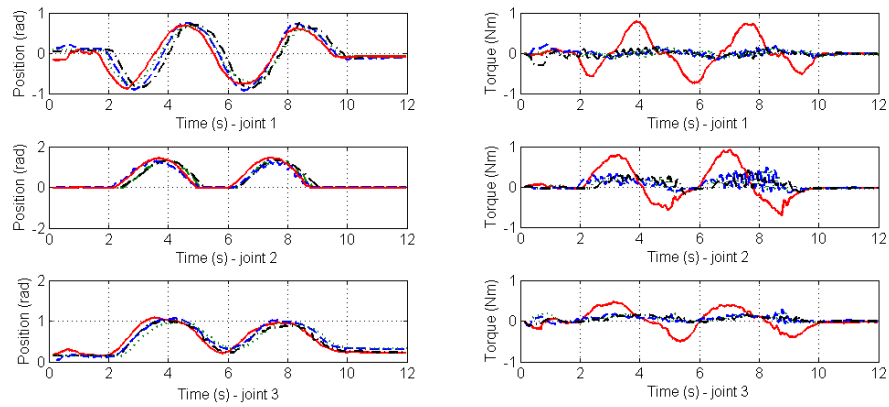 1
0
-1
Position (rad)
0 2 4 6 8 10 12
Time (s) - joint 1
1
0
-1
Torque (Nm)
0 2 4 6 8 10 12
Time (s) - joint 1
2
0
-2
Position (rad)
0 2 4 6 8 10 12
Time (s) - joint 2
1
0
-1
Torque (Nm)
0 2 4 6 8 10 12
Time (s) - joint 2
2
1
0
Position (rad)
0 2 4 6 8 10 12
Time (s) - joint 3
1
0
-1
Torque (Nm)
0 2 4 6 8 10 12
Time (s) - joint 3